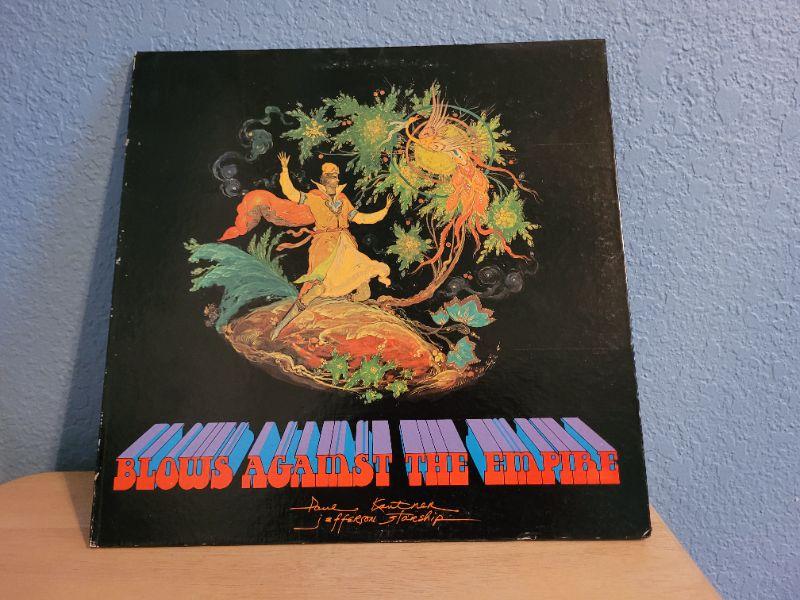 BLOWS AGAINST THE EMPIRE
Paul Kantner
jefferson starship